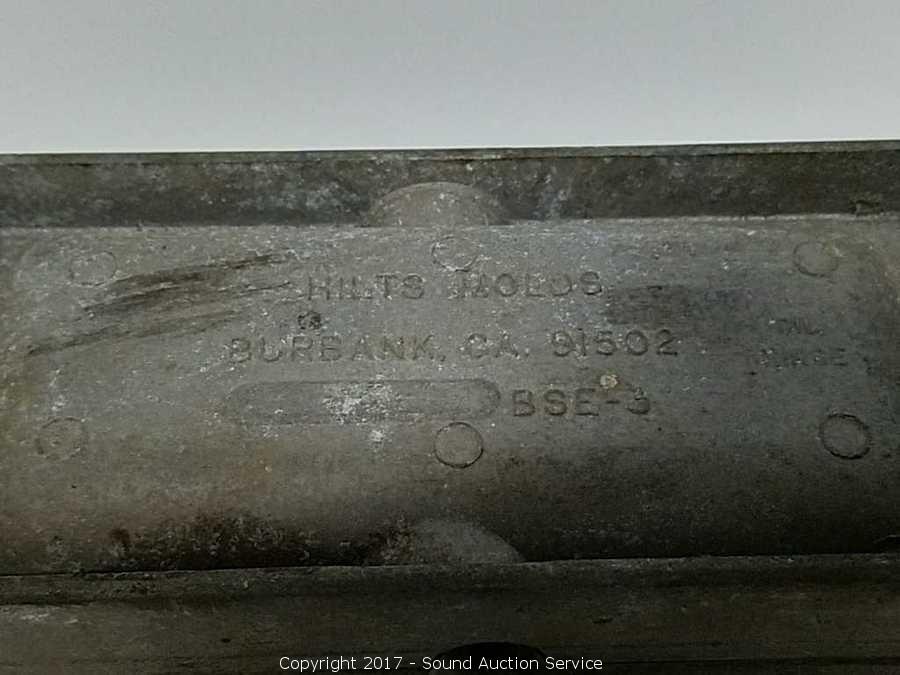 HILTS MOLDS
BURBANK, CA. 91502
BSE-3
Copyright 2017 - Sound Auction Service